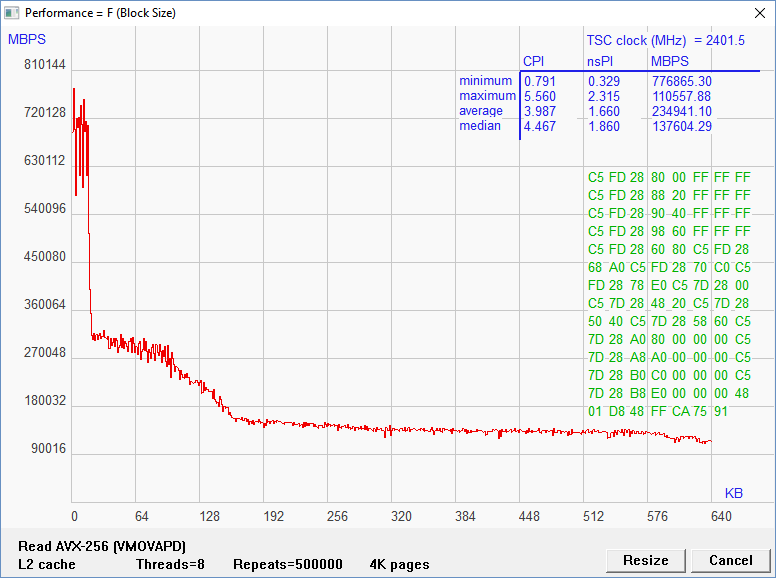 Performance = F (Block Size)
MBPS
TSC clock (MHz) = 2401.5
CPI nsPI MBPS
minimum 0.791 0.329 776865.30
maximum 5.560 2.315 110557.88
average 3.987 1.660 234941.10
median 4.467 1.860 137604.29
810144
720128
630112
540096
450080
360064
270048
180032
90016
C5 FD 28 80 00 FF FF FF
C5 FD 28 88 20 FF FF FF
C5 FD 28 90 40 FF FF FF
C5 FD 28 98 60 FF FF FF
C5 FD 28 60 80 C5 FD 28
68 A0 C5 FD 28 70 C0 C5
FD 28 78 E0 C5 7D 28 00
C5 7D 28 48 20 C5 7D 28
50 40 C5 7D 28 58 60 C5
7D 28 A0 80 00 00 00 C5
7D 28 A8 A0 00 00 00 C5
7D 28 B0 C0 00 00 00 C5
7D 28 B8 E0 00 00 00 48
01 D8 48 FF CA 75 91
KB
0 64 128 192 256 320 384 448 512 576 640
Read AVX-256 (VMOVAPD)
L2 cache Threads=8 Repeats=500000 4K pages
Resize Cancel